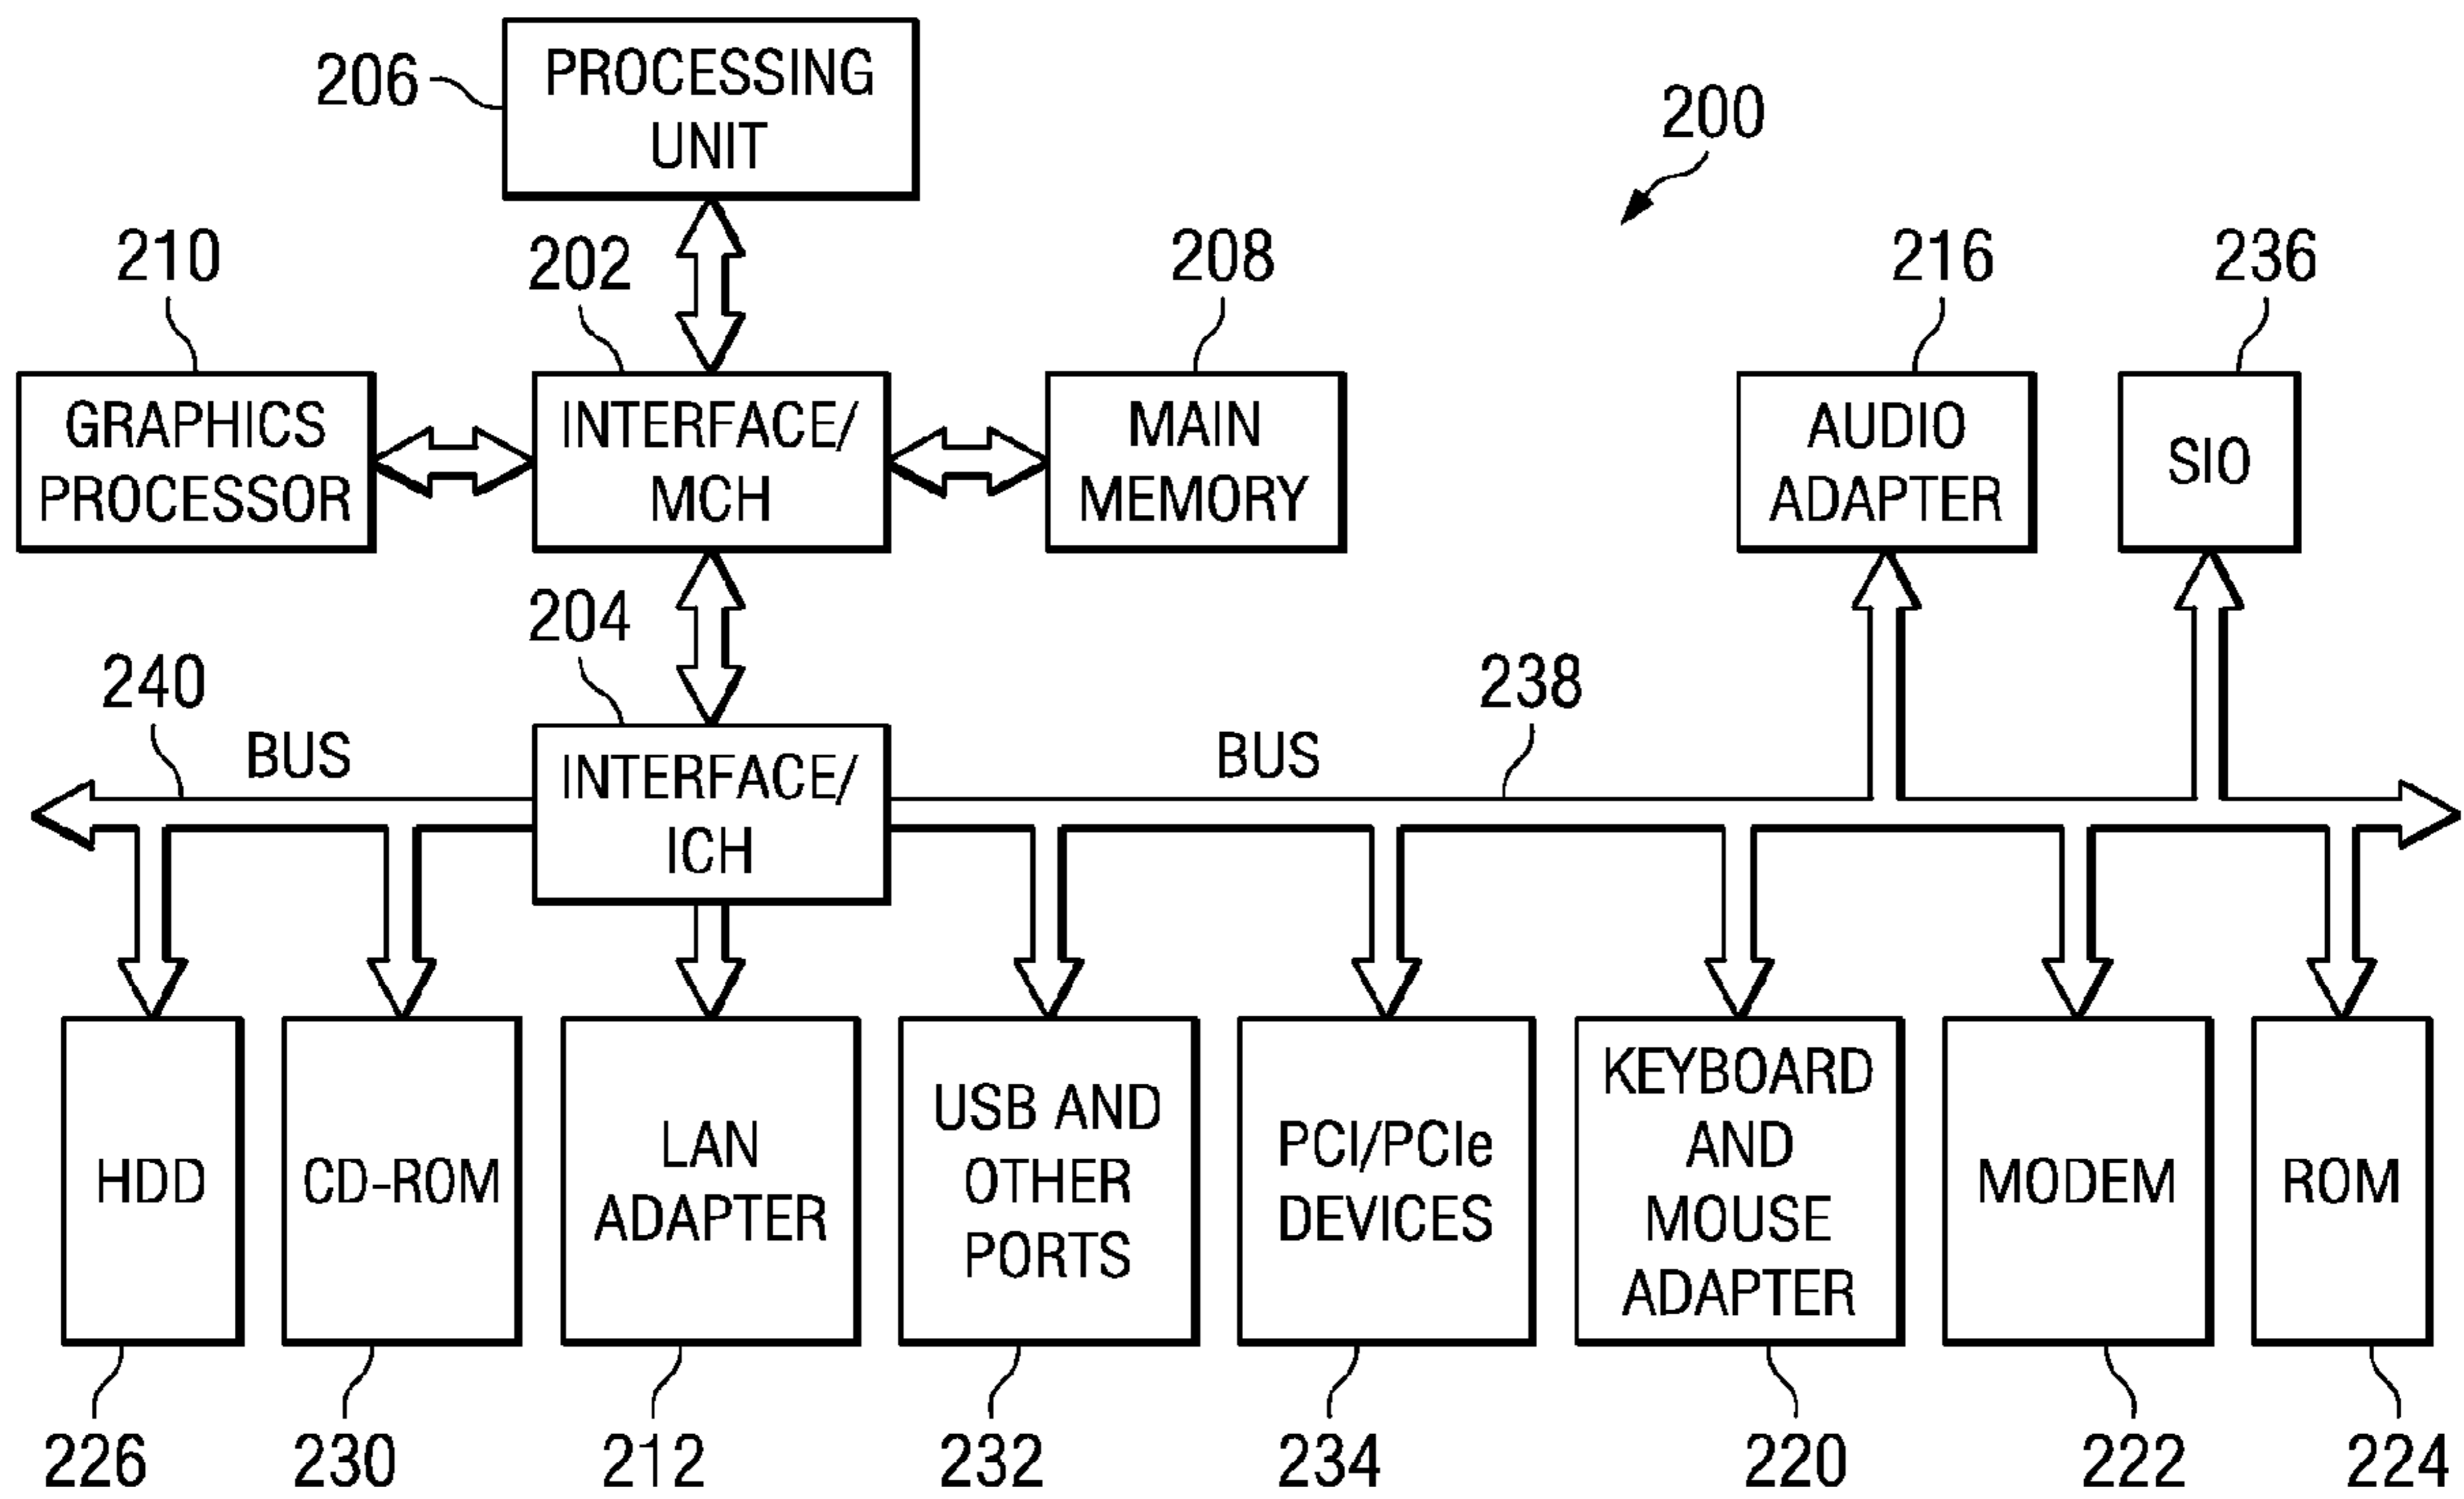 PROCESSING
UNIT
206
200
210
202
208
216
236
GRAPHICS
PROCESSOR
INTERFACE/
MCH
MAIN
MEMORY
AUDIO
ADAPTER
SIO
204
240
BUS
238
BUS
INTERFACE/
ICH
HDD
CD-ROM
LAN
ADAPTER
USB AND
OTHER
PORTS
PCI/PCIe
DEVICES
KEYBOARD
AND
MOUSE
ADAPTER
MODEM
ROM
226
230
212
232
234
220
222
224